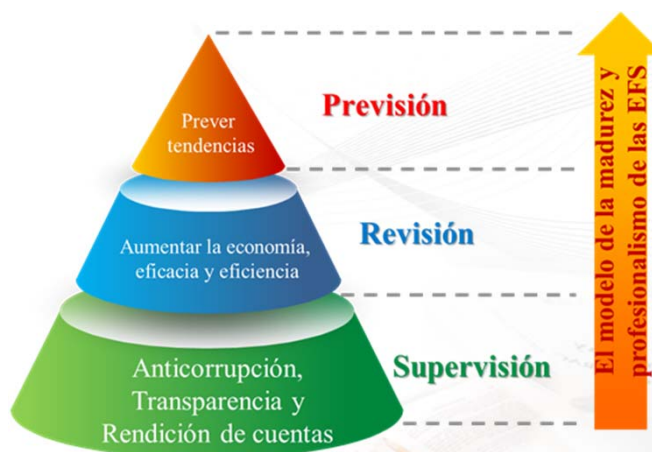 Prever
tendencias
Previsión
Aumentar la economía,
eficacia y eficiencia
Revisión
Anticorrupción,
Transparencia y
Rendición de cuentas
Supervisión
El modelo de la madurez y
profesionalismo de las EFS